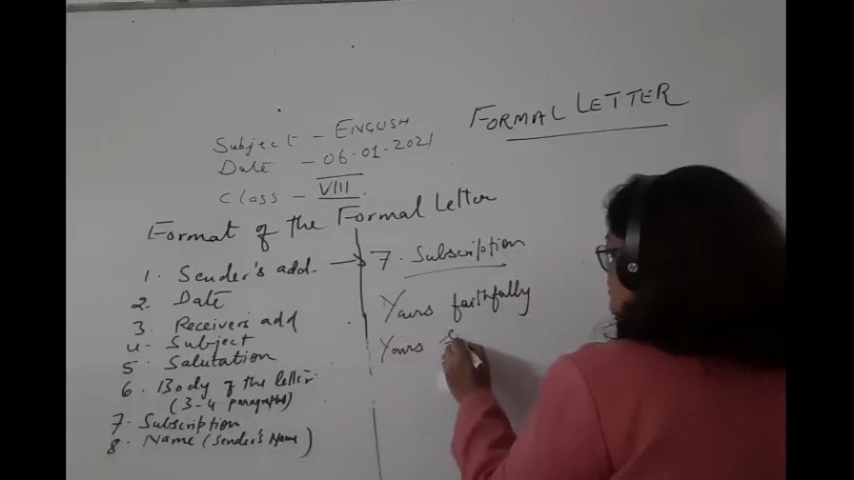 FORMAL LETTER
Subject - ENGLISH
Date - 06.01.2021
Class - VIII.
Format of the Formal Letter
1. Sender's add.
2. Date
3. Receivers add
4. Subject
5. Salutation
6. Body of the letter
(3-4 paragraphs)
7. Subscription
8. Name (Sender's Name)
7. Subscription
Yours faithfully
Yours S
hp